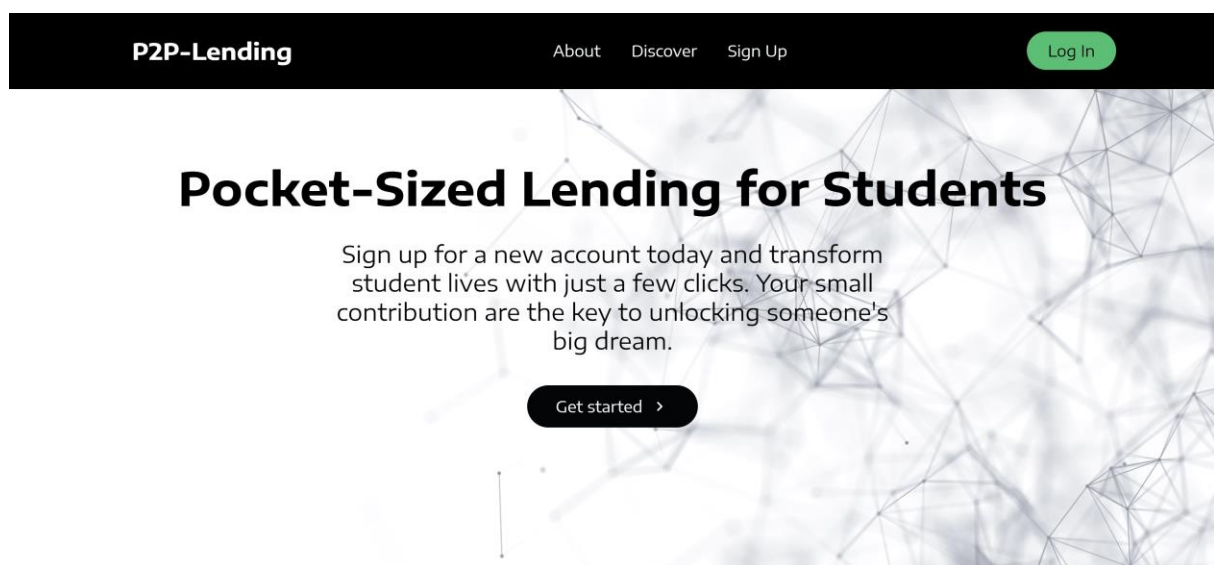 P2P-Lending
About Discover Sign Up
Log In
Pocket-Sized Lending for Students
Sign up for a new account today and transform
student lives with just a few clicks. Your small
contribution are the key to unlocking someone's
big dream.
Get started >